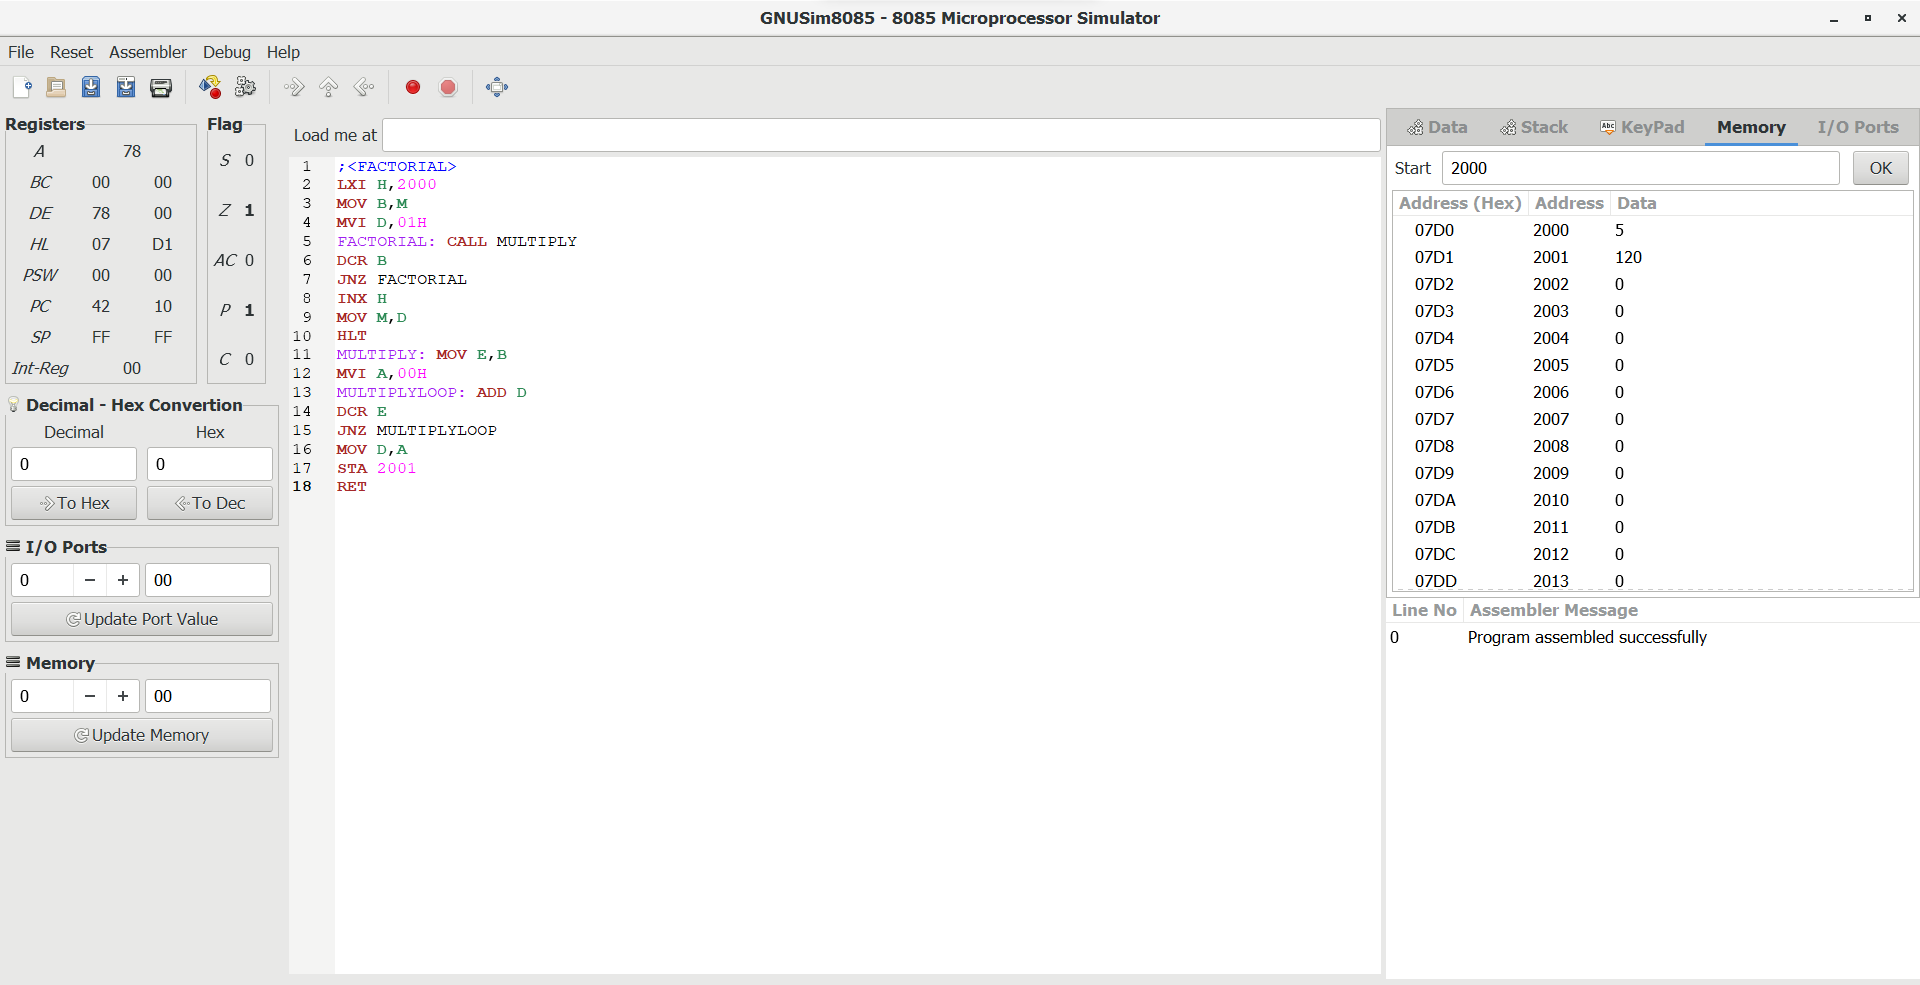 GNUSim8085 - 8085 Microprocessor Simulator
File Reset Assembler Debug Help
Registers
A 78
BC 00 00
DE 78 00
HL 07 D1
PSW 00 00
PC 42 10
SP FF FF
Int-Reg 00
Flag
S 0
Z 1
AC 0
P 1
C 0
Decimal - Hex Convertion
Decimal Hex
0 0
To Hex To Dec
I/O Ports
0 − + 00
Update Port Value
Memory
0 − + 00
Update Memory
Load me at
1 ;<FACTORIAL>
2 LXI H,2000
3 MOV B,M
4 MVI D,01H
5 FACTORIAL: CALL MULTIPLY
6 DCR B
7 JNZ FACTORIAL
8 INX H
9 MOV M,D
10 HLT
11 MULTIPLY: MOV E,B
12 MVI A,00H
13 MULTIPLYLOOP: ADD D
14 DCR E
15 JNZ MULTIPLYLOOP
16 MOV D,A
17 STA 2001
18 RET
Data Stack Abc KeyPad Memory I/O Ports
Start 2000 OK
Address (Hex) Address Data
07D0 2000 5
07D1 2001 120
07D2 2002 0
07D3 2003 0
07D4 2004 0
07D5 2005 0
07D6 2006 0
07D7 2007 0
07D8 2008 0
07D9 2009 0
07DA 2010 0
07DB 2011 0
07DC 2012 0
07DD 2013 0
Line No Assembler Message
0 Program assembled successfully